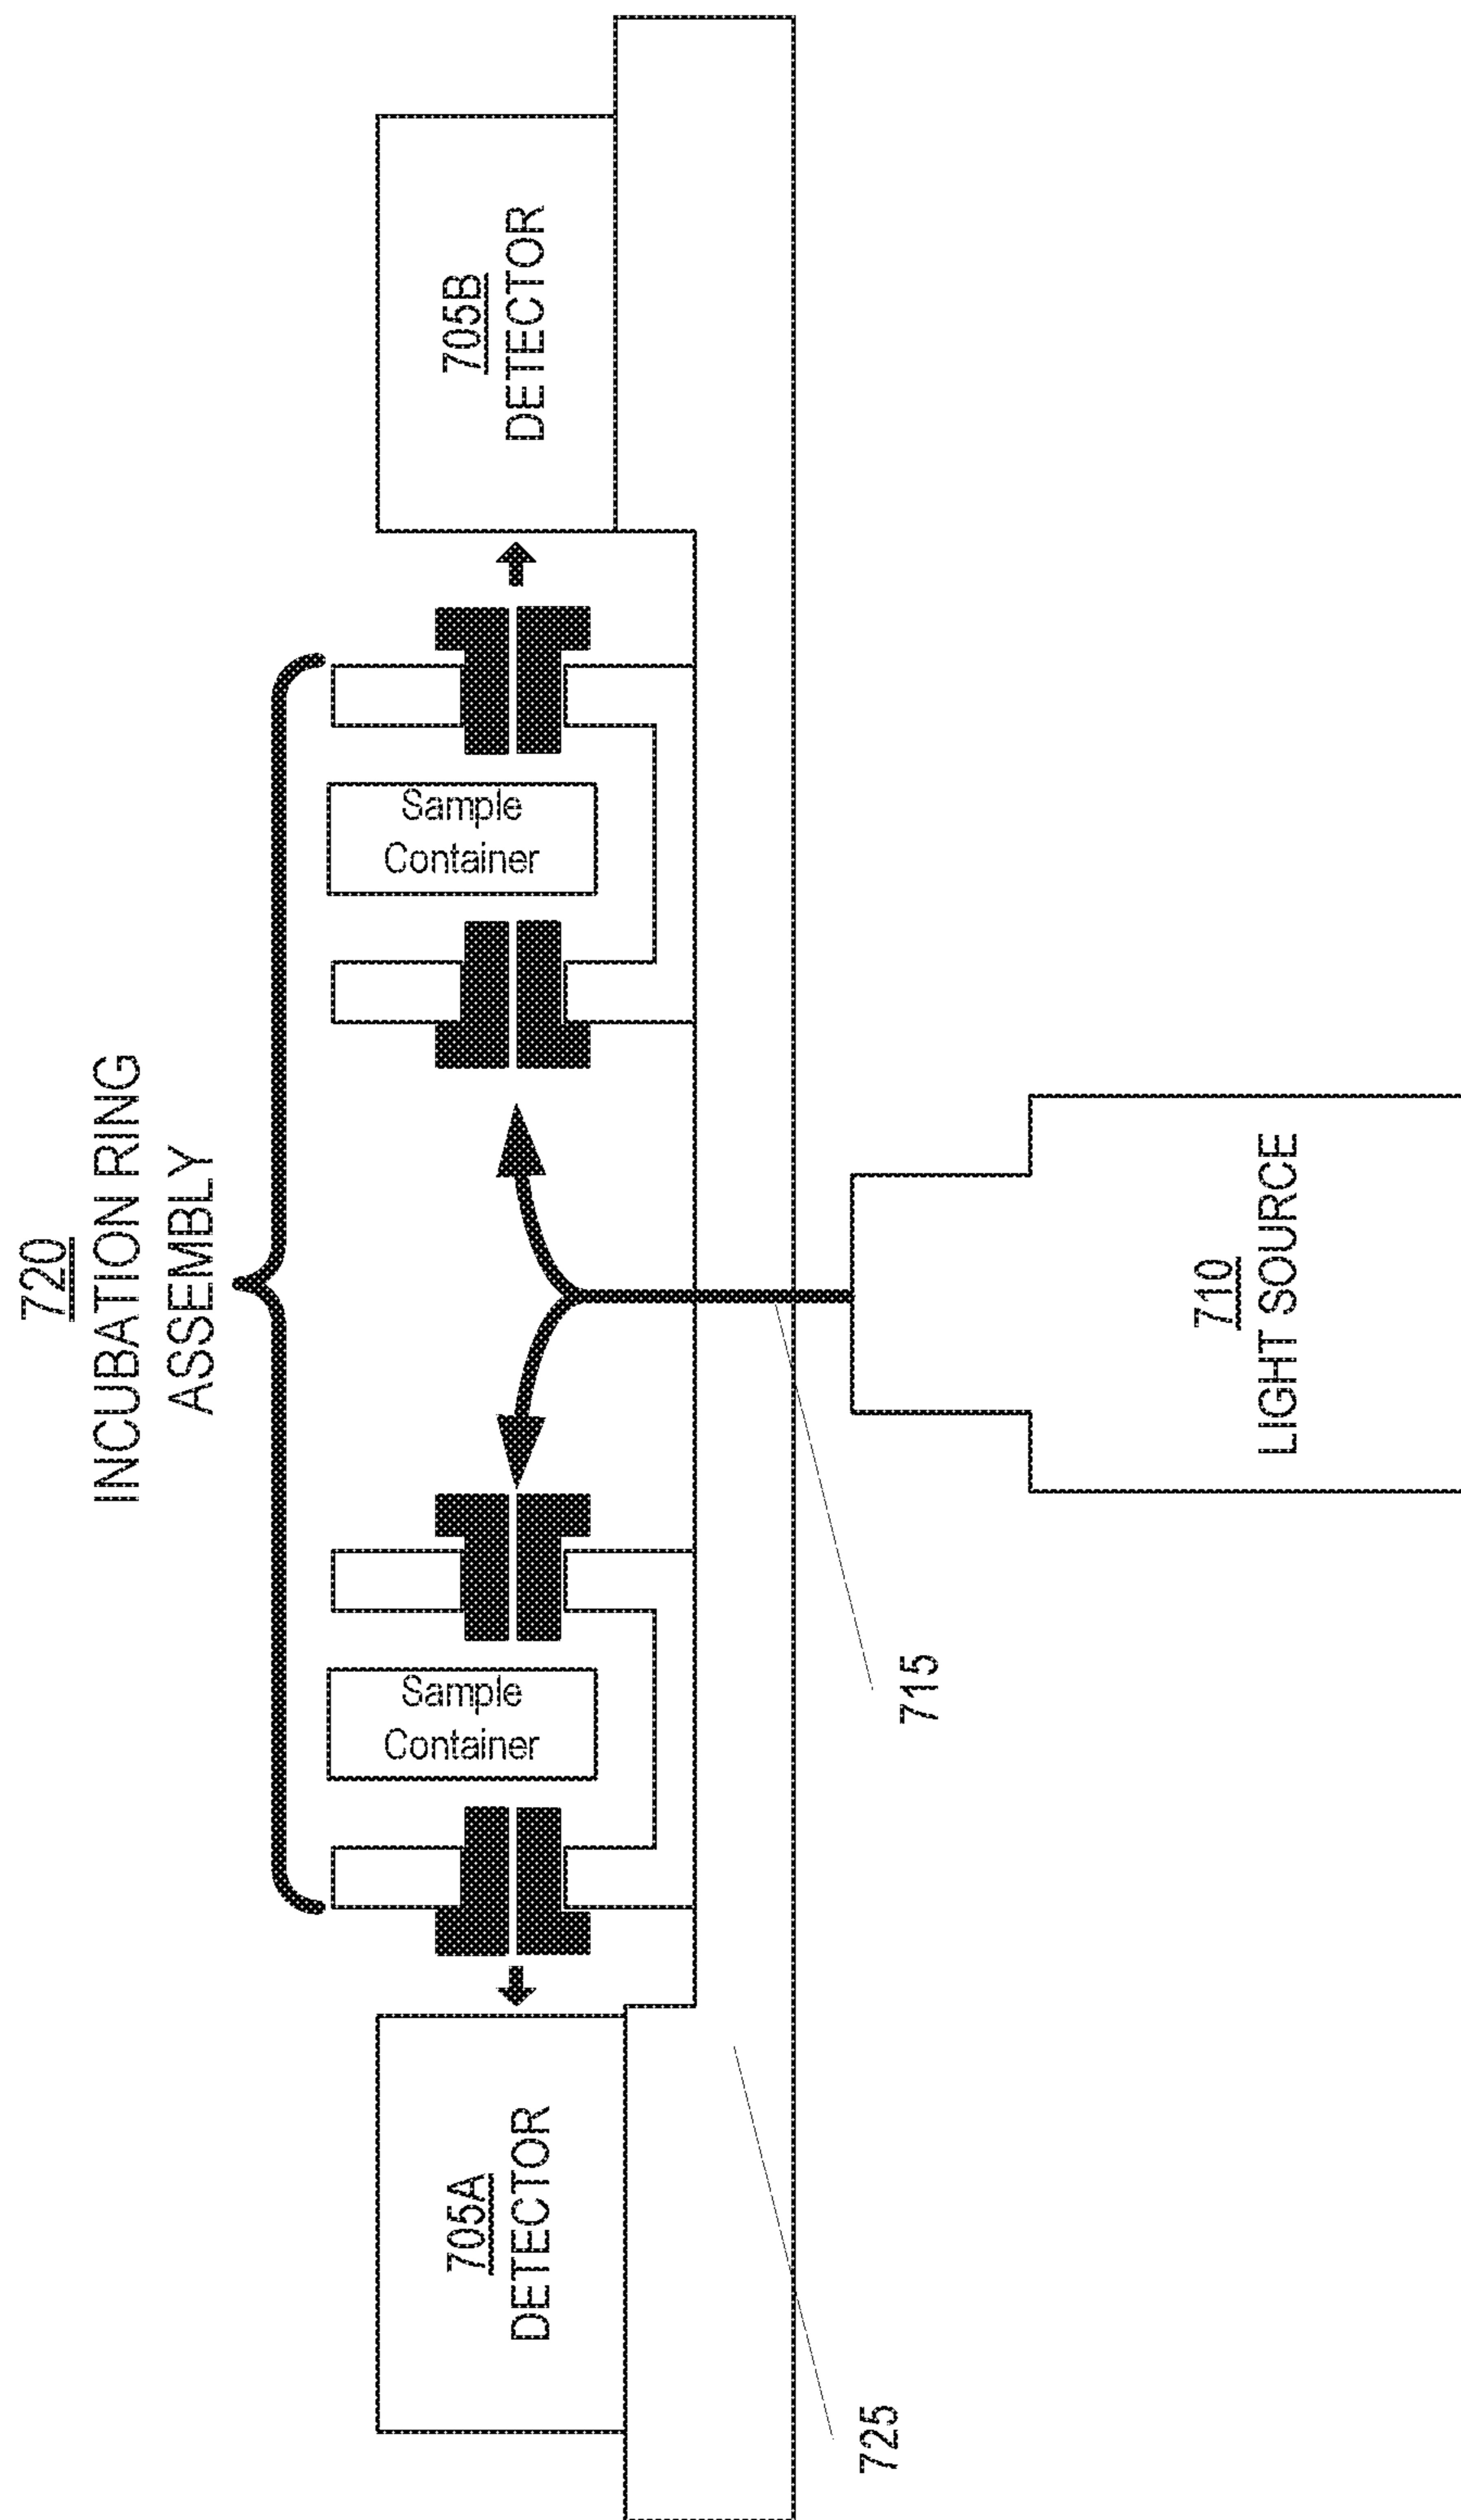 720
INCUBATION RING
ASSEMBLY
705A
DETECTOR
Sample
Container
Sample
Container
705B
DETECTOR
725
715
710
LIGHT SOURCE